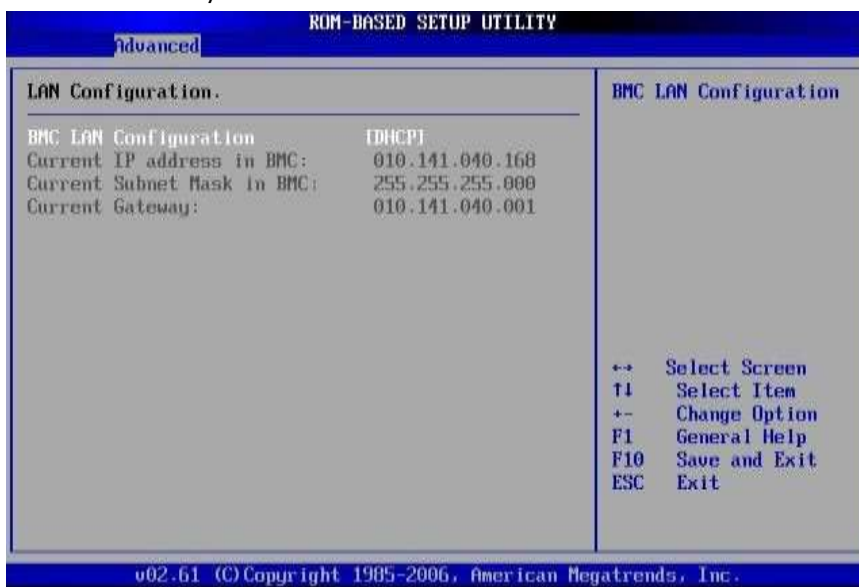 ROM-BASED SETUP UTILITY
Advanced
LAN Configuration.
BMC LAN Configuration [DHCP]
Current IP address in BMC: 010.141.040.168
Current Subnet Mask in BMC: 255.255.255.000
Current Gateway: 010.141.040.001
BMC LAN Configuration
←→ Select Screen
↑↓ Select Item
+- Change Option
F1 General Help
F10 Save and Exit
ESC Exit
v02.61 (C)Copyright 1985-2006, American Megatrends, Inc.